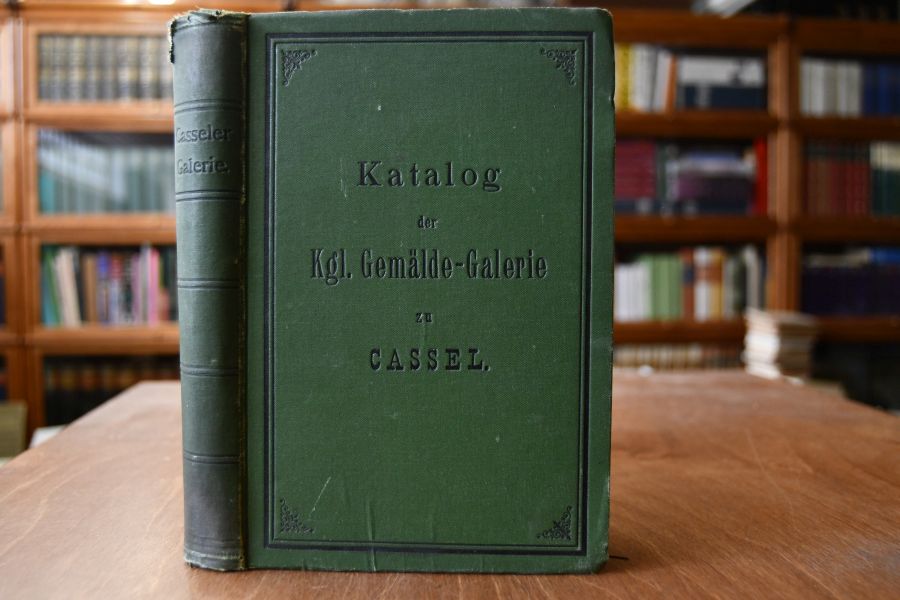 Casseler
Galerie.
Katalog
der
Kgl. Gemälde-Galerie
zu
CASSEL.